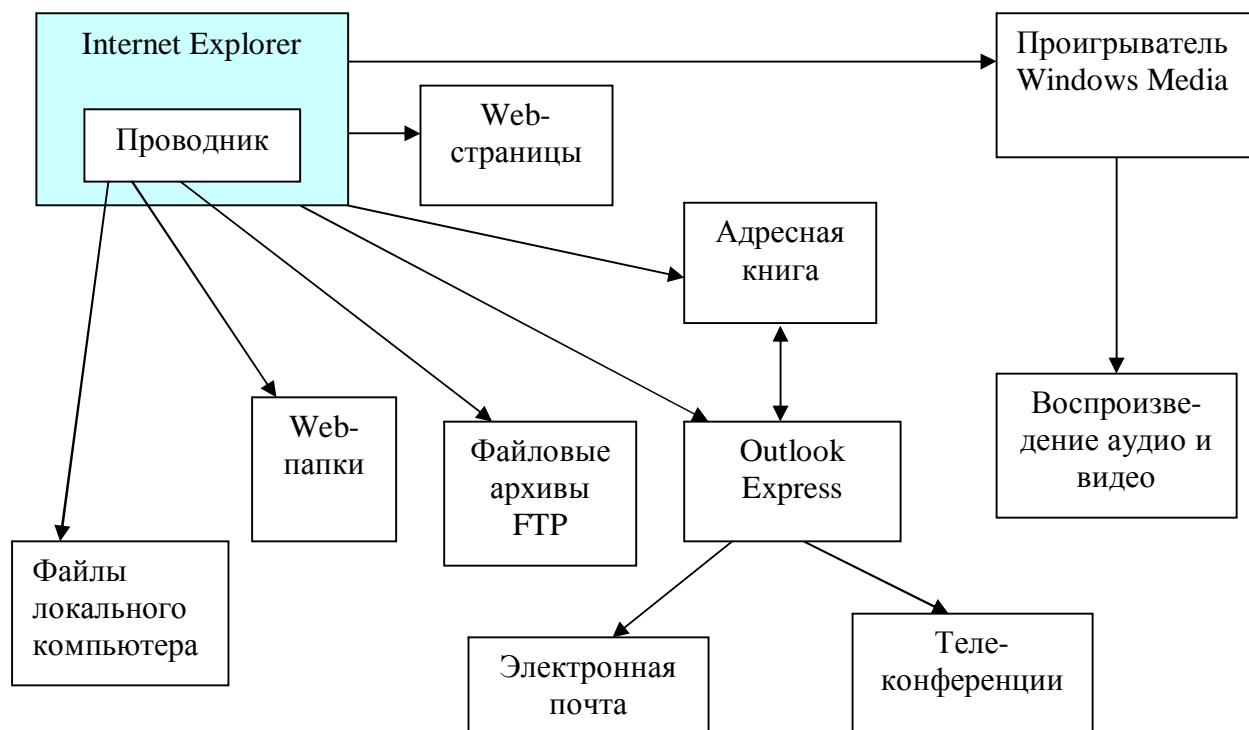 Internet Explorer
Проводник
Проигрыватель
Windows Media
Web-
страницы
Адресная
книга
Web-
папки
Файловые
архивы
FTP
Outlook
Express
Воспроизве-
дение аудио и
видео
Файлы
локального
компьютера
Электронная
почта
Теле-
конференции